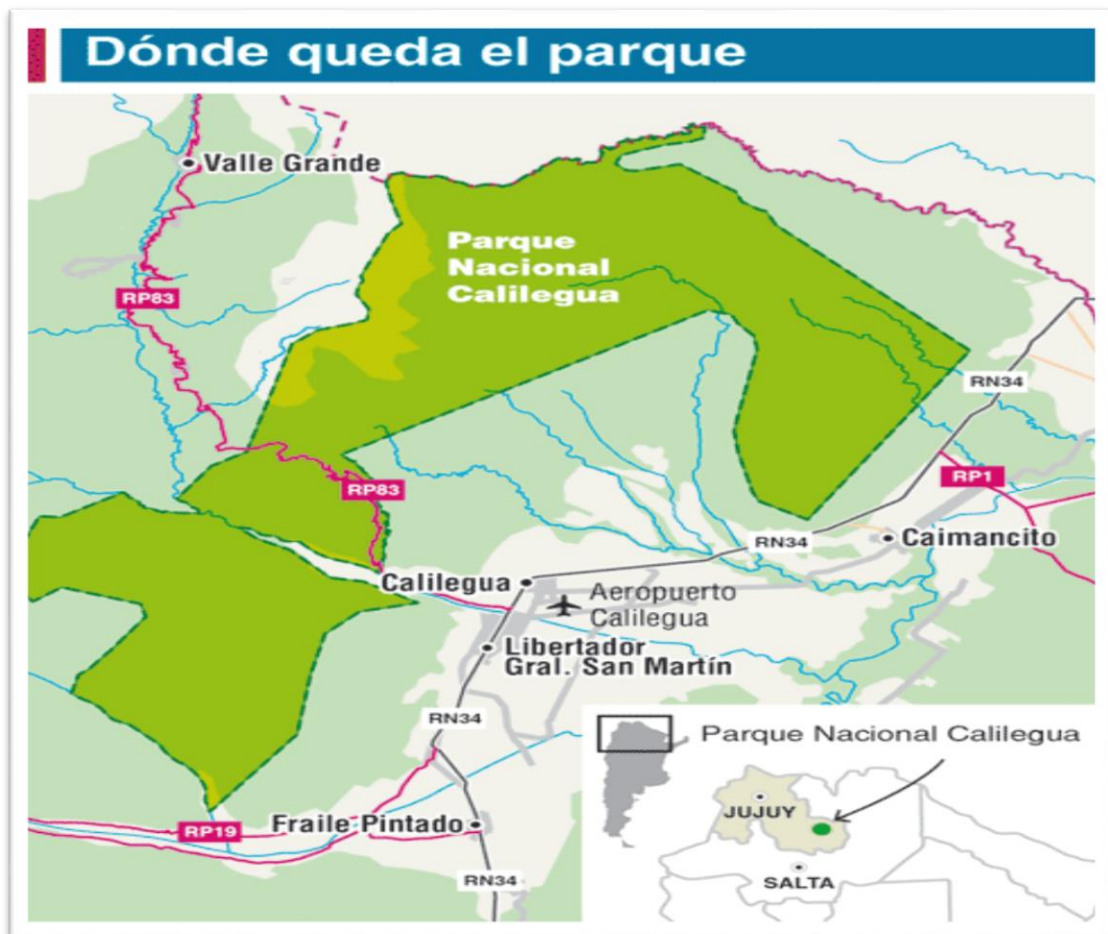 Dónde queda el parque
Valle Grande
Parque
Nacional
Calilegua
RP83
RN34
RP83
RP1
RN34
Caimancito
Calilegua
Aeropuerto
Calilegua
Libertador
Gral. San Martín
RN34
Parque Nacional Calilegua
JUJUY
Fraile Pintado
RP19
RN34
SALTA